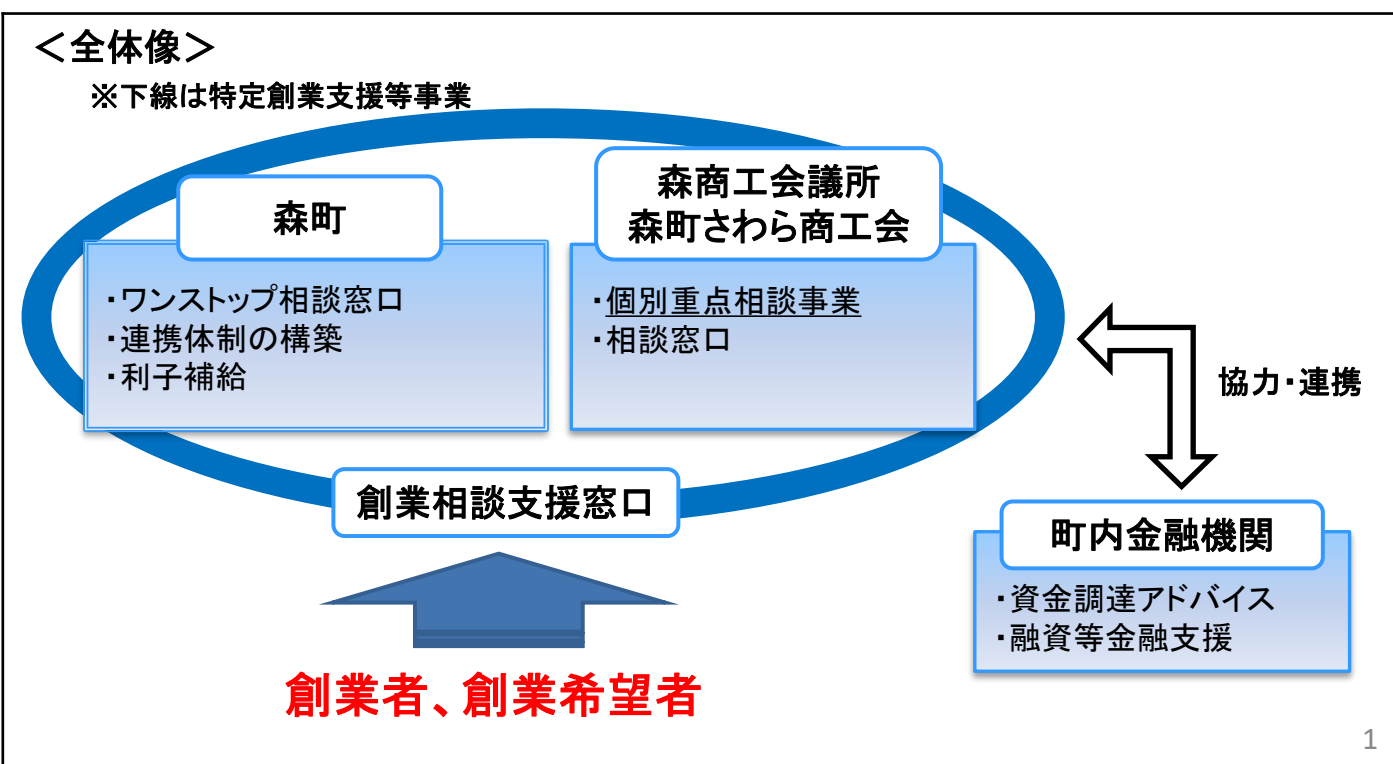 ＜全体像＞
※下線は特定創業支援等事業
森町
・ワンストップ相談窓口
・連携体制の構築
・利子補給
森商工会議所
森町さわら商工会
・個別重点相談事業
・相談窓口
協力・連携
創業相談支援窓口
町内金融機関
・資金調達アドバイス
・融資等金融支援
創業者、創業希望者
1